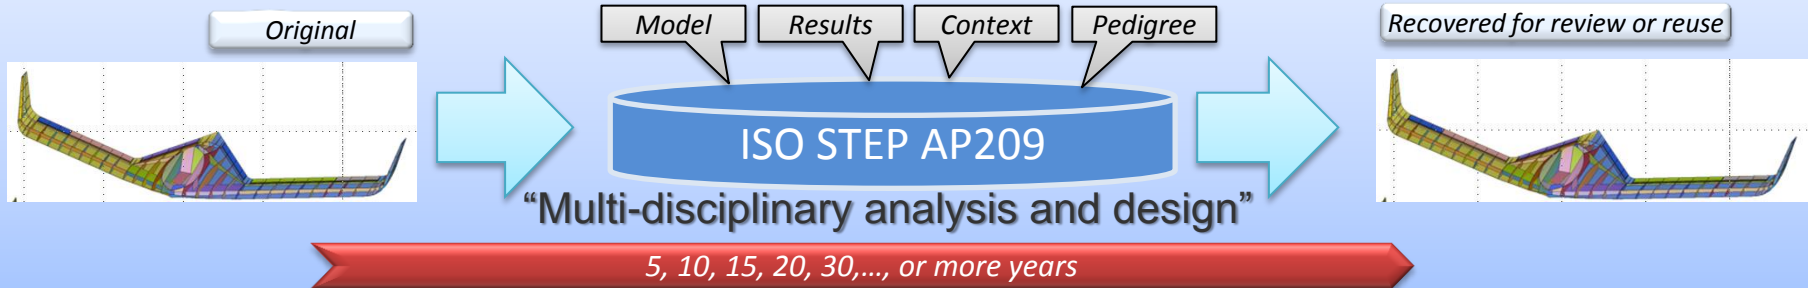 Original
Model
Results
Context
Pedigree
Recovered for review or reuse
ISO STEP AP209
“Multi-disciplinary analysis and design”
5, 10, 15, 20, 30,..., or more years